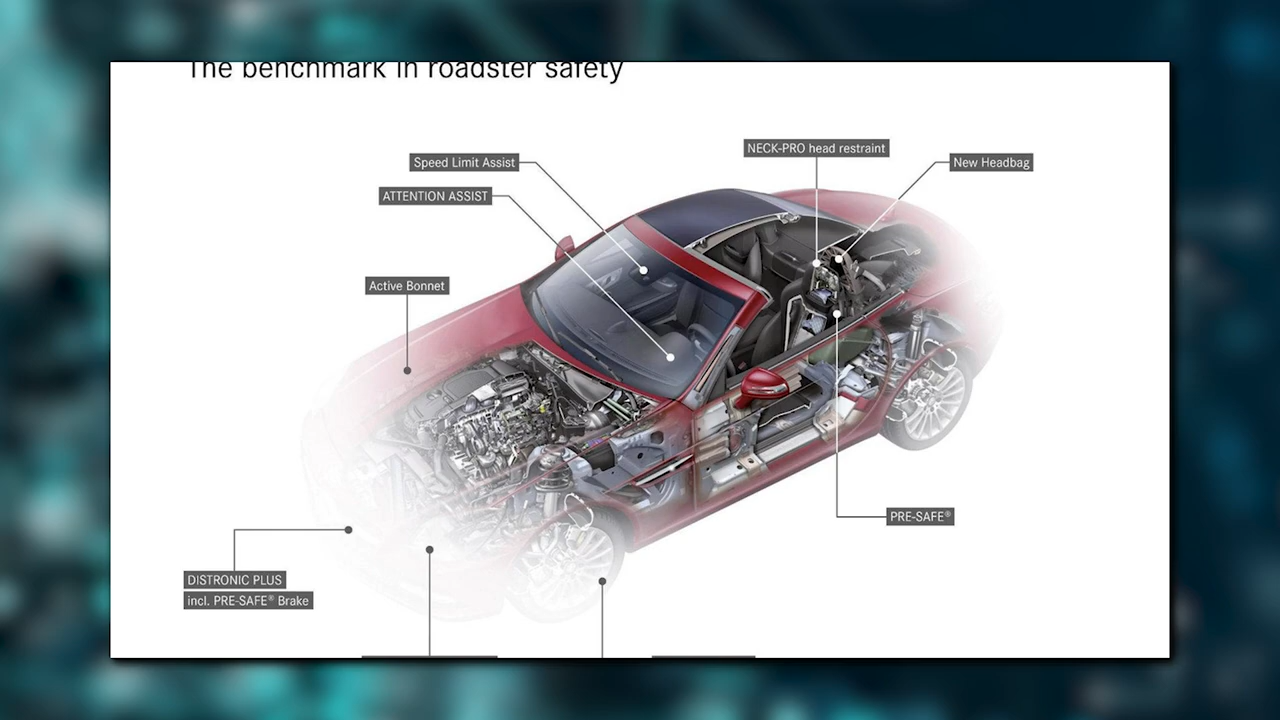 The benchmark in roadster safety
NECK-PRO head restraint
Speed Limit Assist
New Headbag
ATTENTION ASSIST
Active Bonnet
PRE-SAFE®
DISTRONIC PLUS
incl. PRE-SAFE® Brake